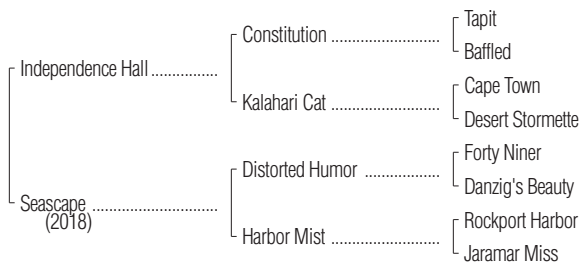 Tapit
Constitution ........................
Baffled
Independence Hall ...............
Cape Town
Kalahari Cat ........................
Desert Stormette
Forty Niner
Distorted Humor .................
Danzig's Beauty
Seascape ............................
(2018)
Rockport Harbor
Harbor Mist ........................
Jaramar Miss